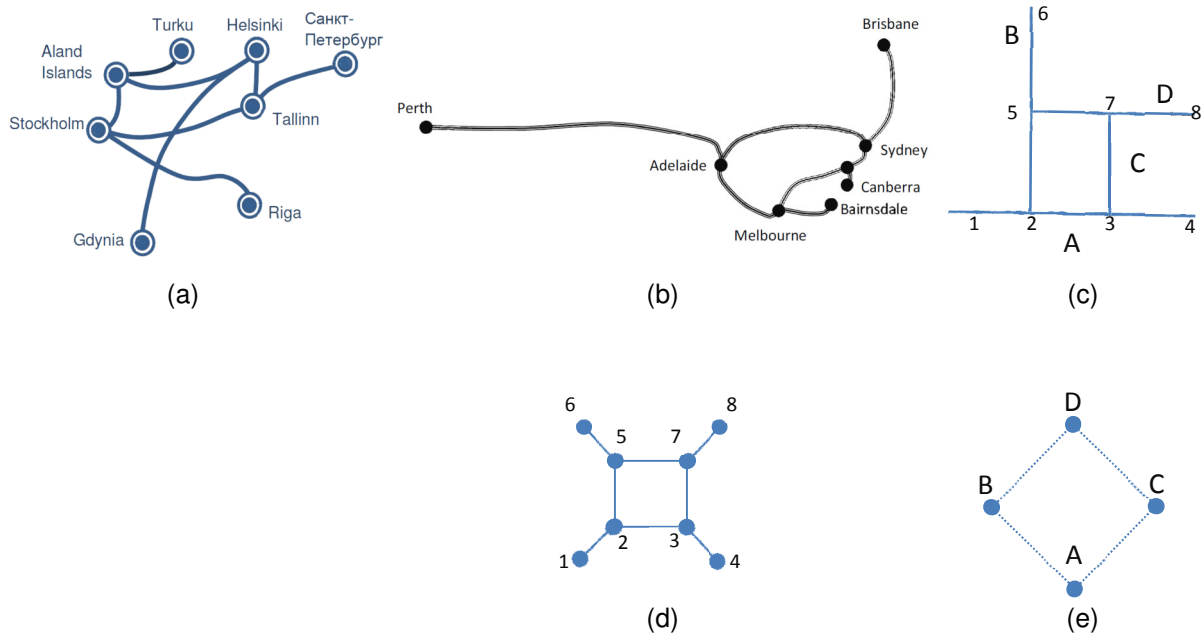 Turku
Helsinki
Санкт-
Петербург
Aland
Islands
Stockholm
Tallinn
Riga
Gdynia
(a)
Brisbane
Perth
Adelaide
Sydney
Canberra
Bairnsdale
Melbourne
(b)
6
B
D
5
7
8
C
1
2
3
4
A
(c)
6
8
5
7
2
3
1
4
(d)
D
B
C
A
(e)